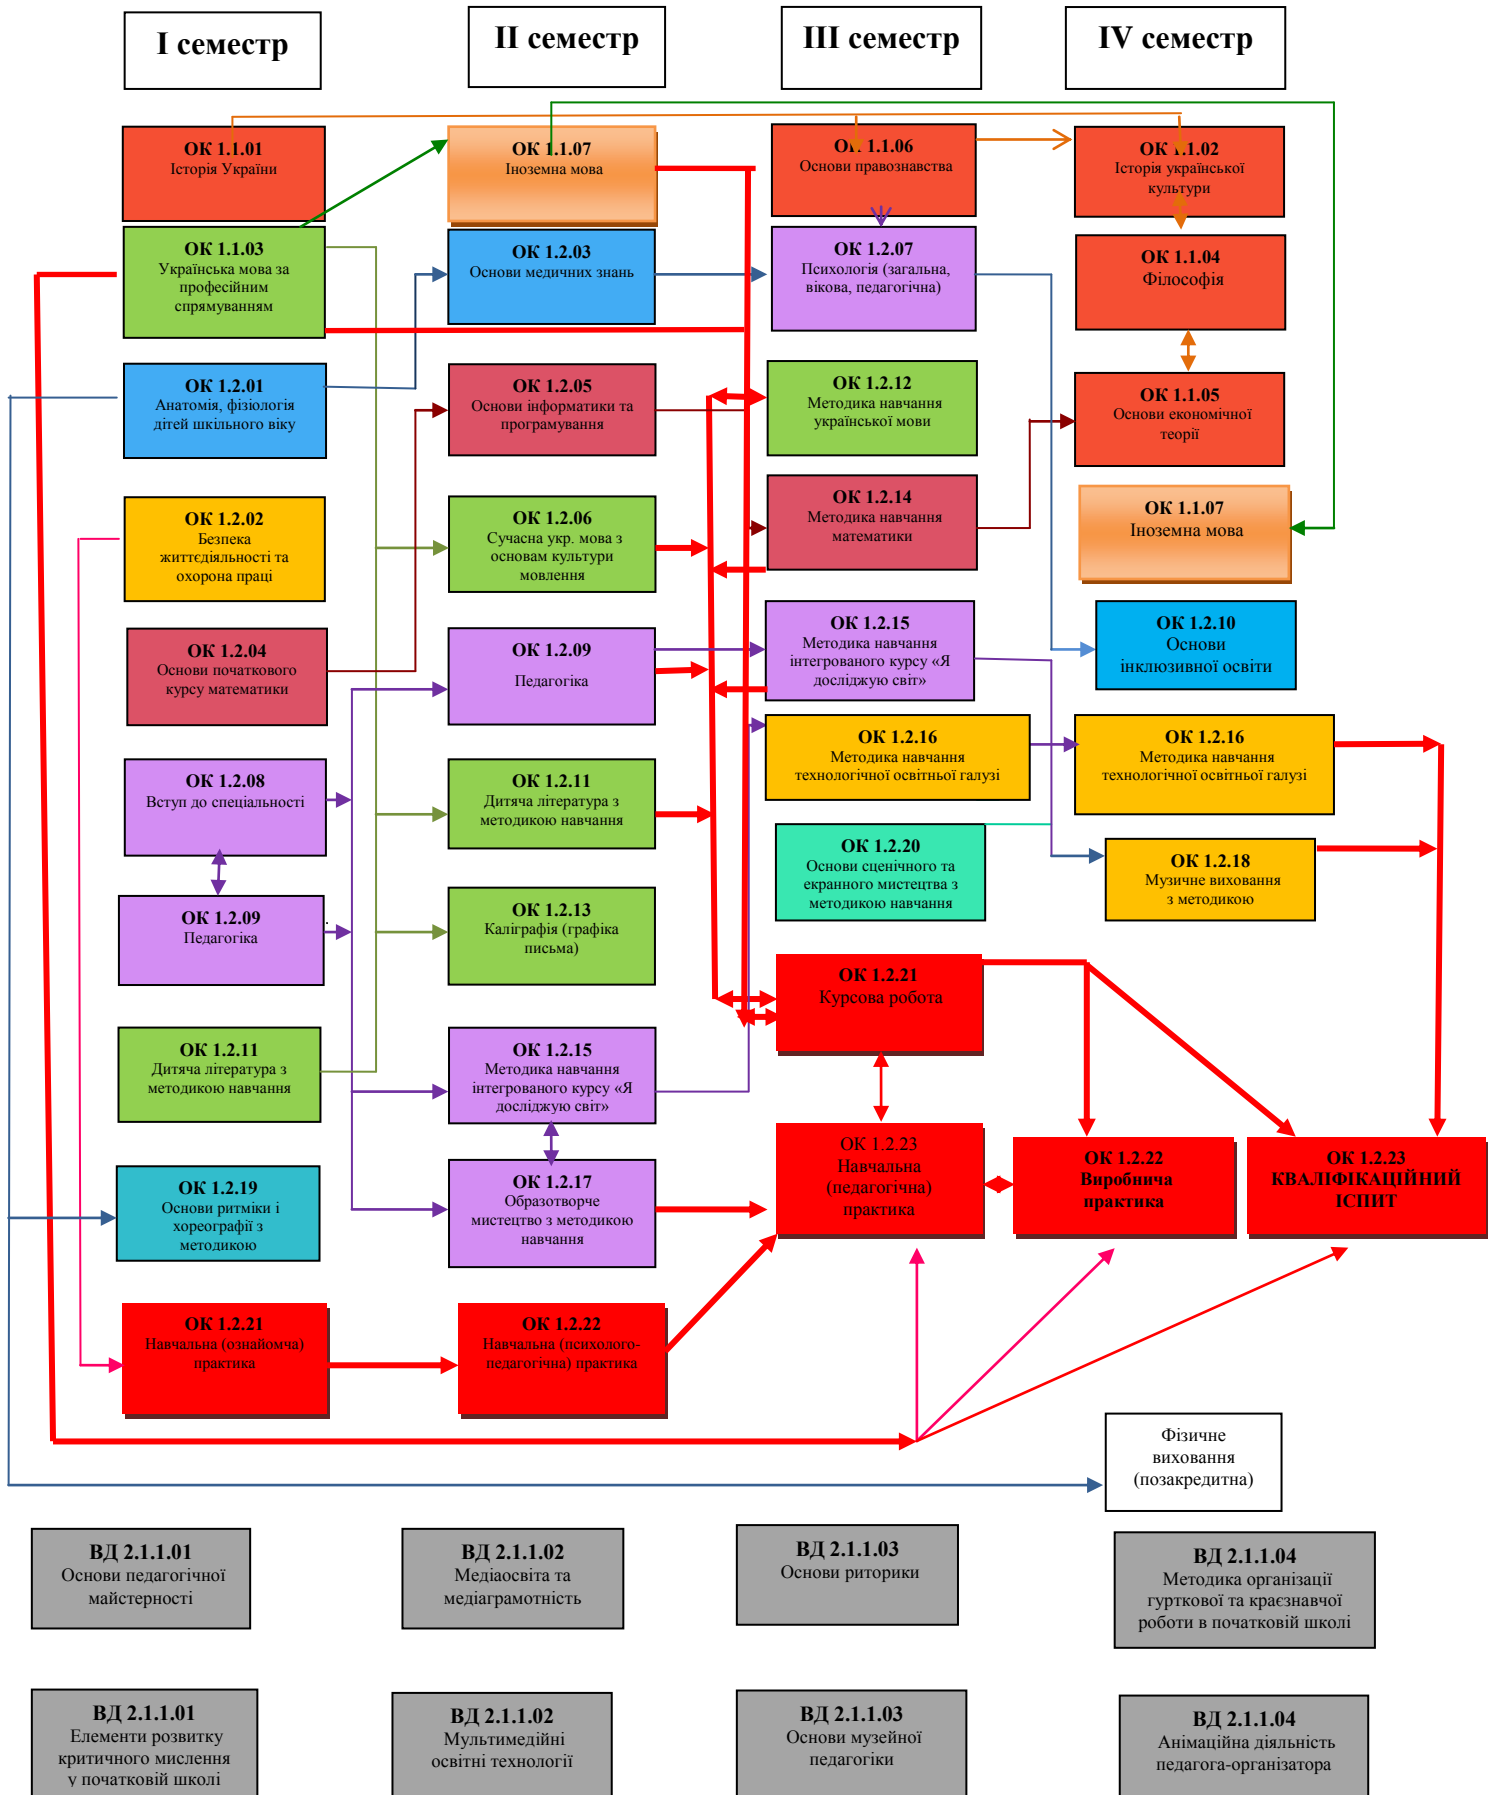 I семестр
II семестр
III семестр
IV семестр
ОК 1.1.01
Історія України
ОК 1.1.07
Іноземна мова
ОК 1.1.06
Основи правознавства
ОК 1.1.02
Історія української
культури
ОК 1.1.03
Українська мова за
професійним
спрямуванням
ОК 1.2.03
Основи медичних знань
ОК 1.2.07
Психологія (загальна,
вікова, педагогічна)
ОК 1.1.04
Філософія
ОК 1.2.01
Анатомія, фізіологія
дітей шкільного віку
ОК 1.2.05
Основи інформатики та
програмування
ОК 1.2.12
Методика навчання
української мови
ОК 1.1.05
Основи економічної
теорії
ОК 1.2.02
Безпека
життєдіяльності та
охорона праці
ОК 1.2.06
Сучасна укр. мова з
основам культури
мовлення
ОК 1.2.14
Методика навчання
математики
ОК 1.1.07
Іноземна мова
ОК 1.2.04
Основи початкового
курсу математики
ОК 1.2.09
Педагогіка
ОК 1.2.15
Методика навчання
інтегрованого курсу «Я
досліджую світ»
ОК 1.2.10
Основи
інклюзивної освіти
ОК 1.2.08
Вступ до спеціальності
ОК 1.2.11
Дитяча література з
методикою навчання
ОК 1.2.16
Методика навчання
технологічної освітньої галузі
ОК 1.2.16
Методика навчання
технологічної освітньої галузі
ОК 1.2.20
Основи сценічного та
екранного мистецтва з
методикою навчання
ОК 1.2.18
Музичне виховання
з методикою
ОК 1.2.09
Педагогіка
ОК 1.2.13
Каліграфія (графіка
письма)
ОК 1.2.21
Курсова робота
ОК 1.2.11
Дитяча література з
методикою навчання
ОК 1.2.15
Методика навчання
інтегрованого курсу «Я
досліджую світ»
ОК 1.2.23
Навчальна
(педагогічна)
практика
ОК 1.2.22
Виробнича
практика
ОК 1.2.23
КВАЛІФІКАЦІЙНИЙ
ІСПИТ
ОК 1.2.19
Основи ритміки і
хореографії з
методикою
ОК 1.2.17
Образотворче
мистецтво з методикою
навчання
ОК 1.2.21
Навчальна (ознайомча)
практика
ОК 1.2.22
Навчальна (психолого-
педагогічна) практика
Фізичне
виховання
(позакредитна)
ВД 2.1.1.01
Основи педагогічної
майстерності
ВД 2.1.1.02
Медіаосвіта та
медіаграмотність
ВД 2.1.1.03
Основи риторики
ВД 2.1.1.04
Методика організації
гурткової та краєзнавчої
роботи в початковій школі
ВД 2.1.1.01
Елементи розвитку
критичного мислення
у початковій школі
ВД 2.1.1.02
Мультимедійні
освітні технології
ВД 2.1.1.03
Основи музейної
педагогіки
ВД 2.1.1.04
Анімаційна діяльність
педагога-організатора